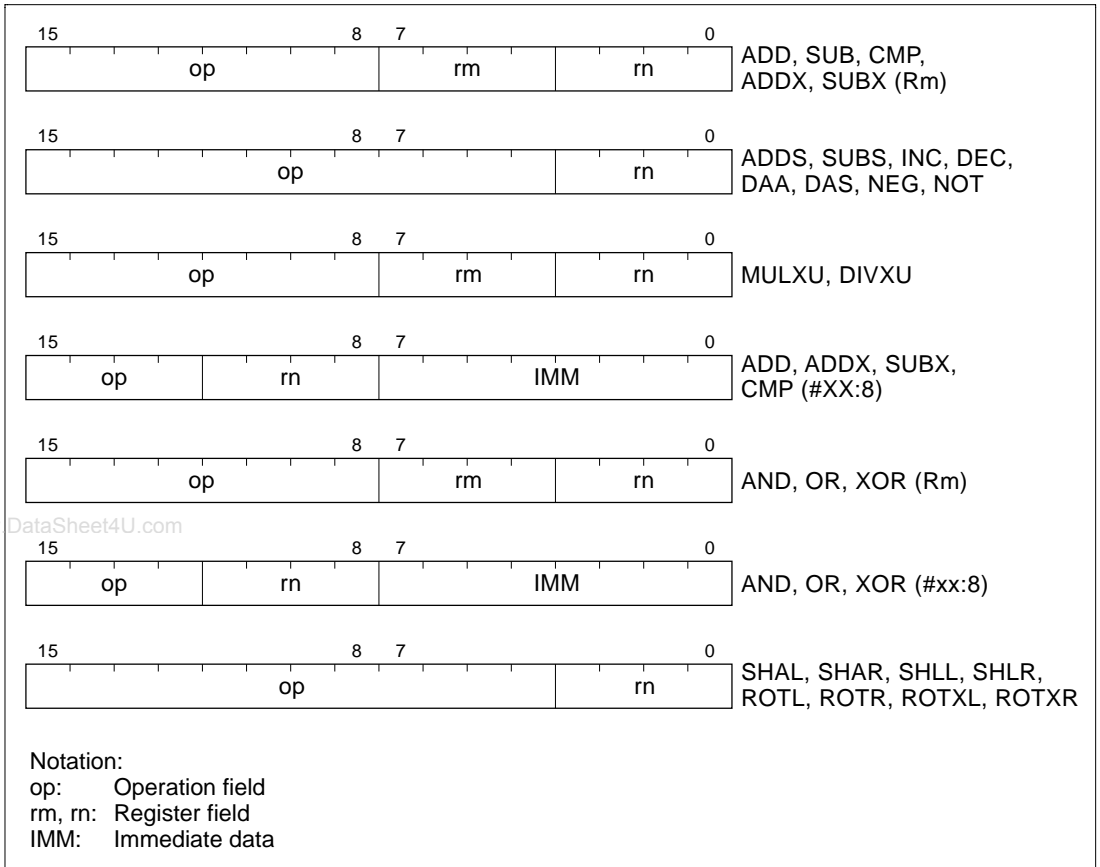 15 8 7 0
op rm rn
ADD, SUB, CMP,
ADDX, SUBX (Rm)
15 8 7 0
op rn
ADDS, SUBS, INC, DEC,
DAA, DAS, NEG, NOT
15 8 7 0
op rm rn
MULXU, DIVXU
15 8 7 0
op rn IMM
ADD, ADDX, SUBX,
CMP (#XX:8)
15 8 7 0
op rm rn
AND, OR, XOR (Rm)
DataSheet4U.com
15 8 7 0
op rn IMM
AND, OR, XOR (#xx:8)
15 8 7 0
op rn
SHAL, SHAR, SHLL, SHLR,
ROTL, ROTR, ROTXL, ROTXR
Notation:
op: Operation field
rm, rn: Register field
IMM: Immediate data